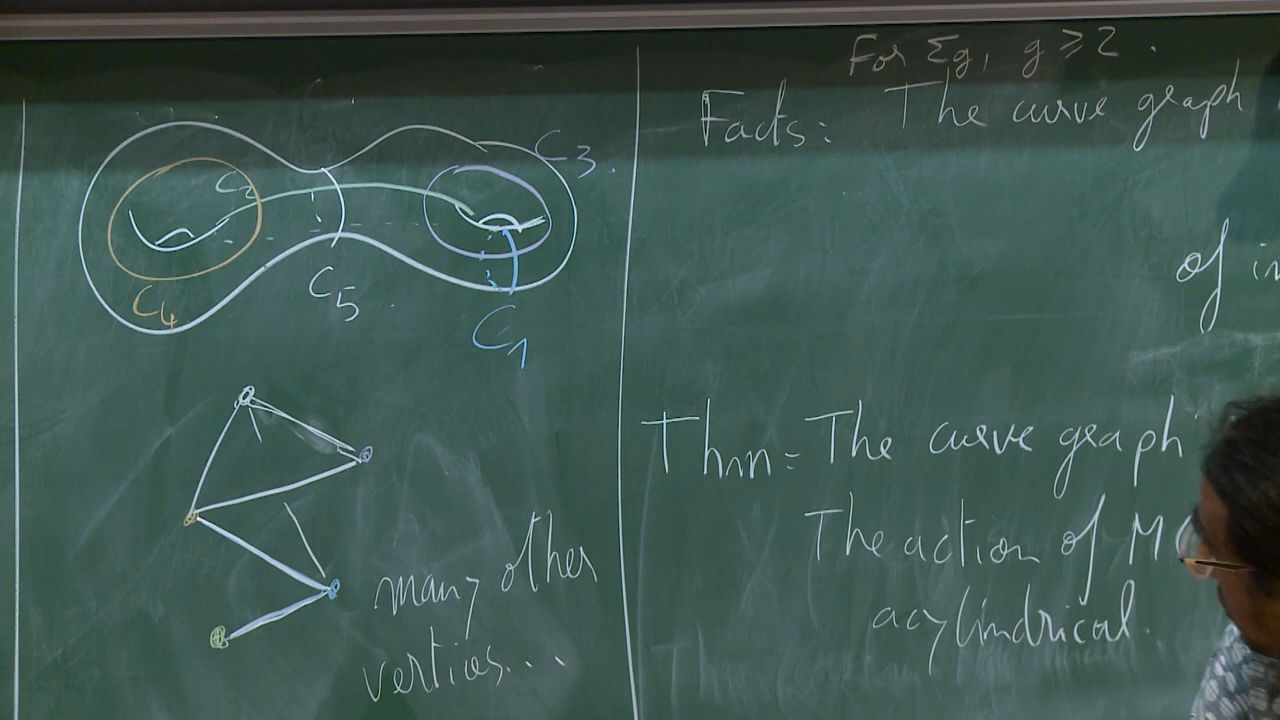 C2
C3.
C4
C5
C1
many other
vertices...
For Σg, g ⩾ 2.
Facts: The curve graph
of in
Thm: The curve graph
The action of M
acylindrical.